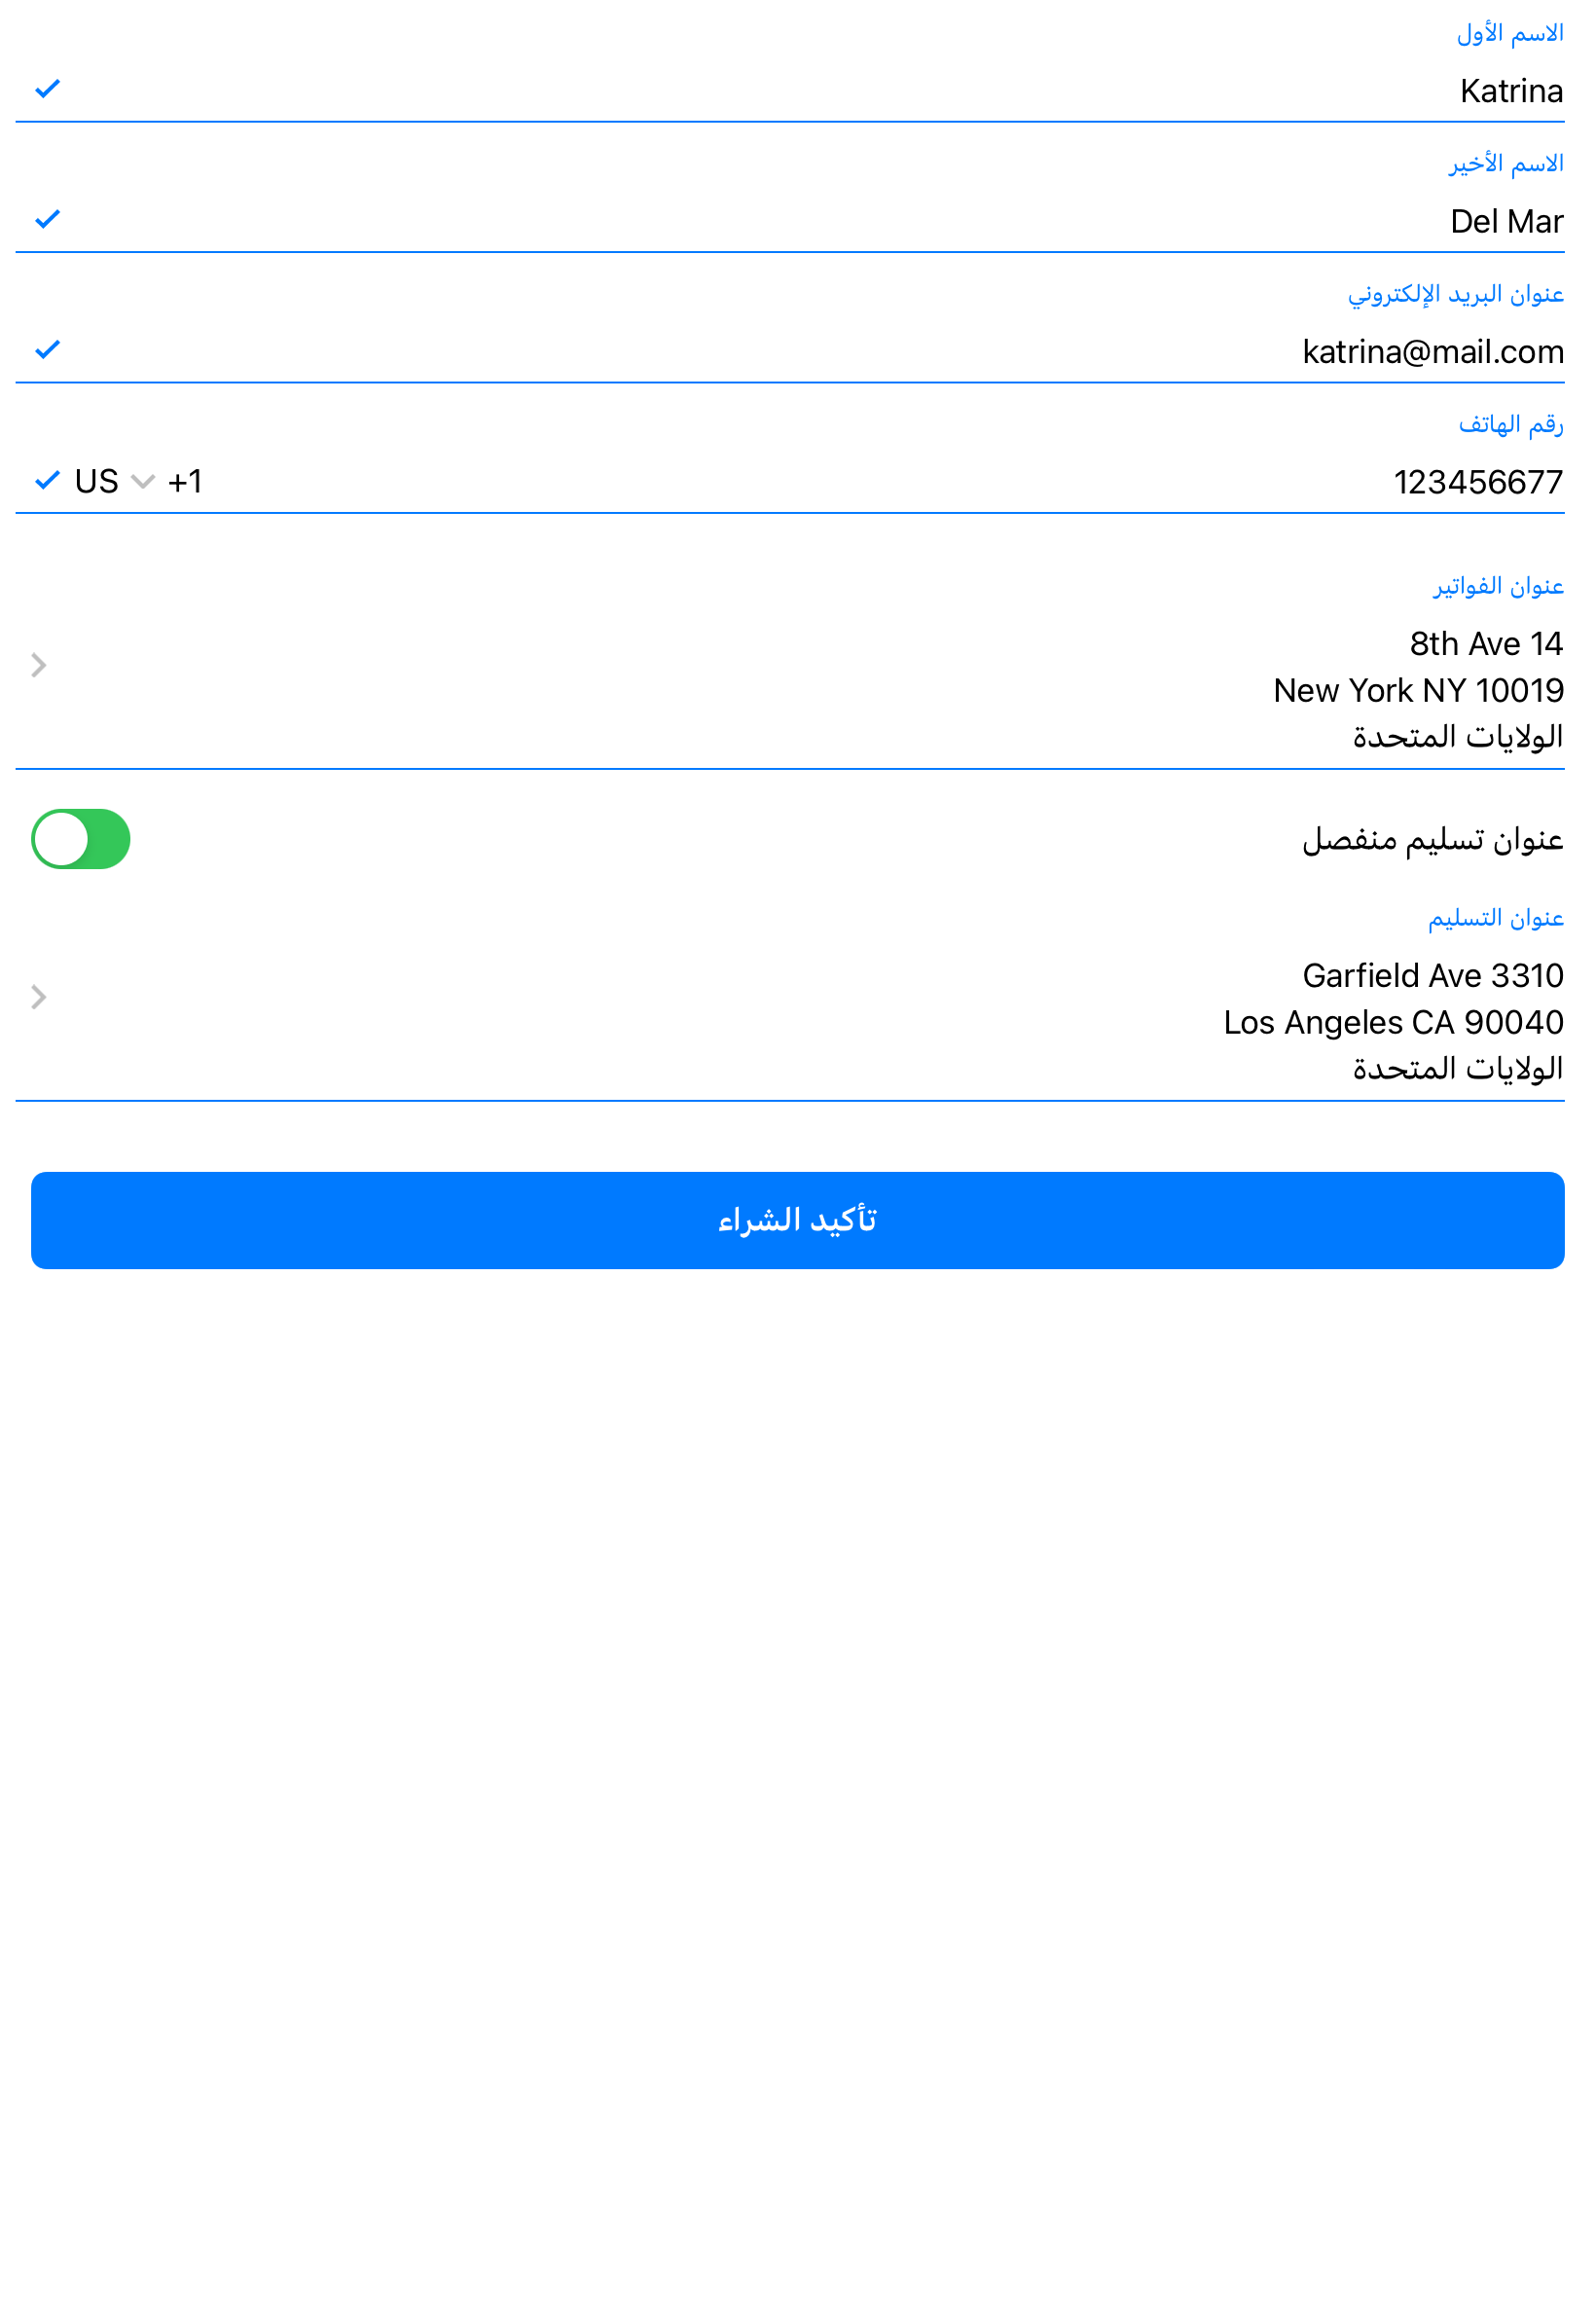 الاسم الأول
Katrina
الاسم الأخير
Del Mar
عنوان البريد الإلكتروني
katrina@mail.com
رقم الهاتف
123456677
US +1
عنوان الفواتير
8th Ave 14
New York NY 10019
الولايات المتحدة
عنوان تسليم منفصل
عنوان التسليم
Garfield Ave 3310
Los Angeles CA 90040
الولايات المتحدة
تأكيد الشراء